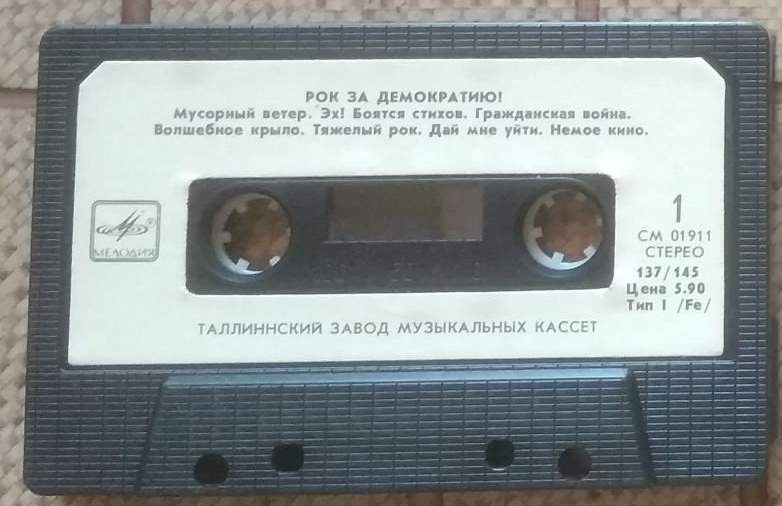 РОК ЗА ДЕМОКРАТИЮ!
Мусорный ветер. Эх! Боятся стихов. Гражданская война.
Волшебное крыло. Тяжелый рок. Дай мне уйти. Немое кино.
®
МЕЛОДИЯ
1
СМ 01911
СТЕРЕО
137/145
Цена 5.90
Тип I /Fe/
ТАЛЛИННСКИЙ ЗАВОД МУЗЫКАЛЬНЫХ КАССЕТ